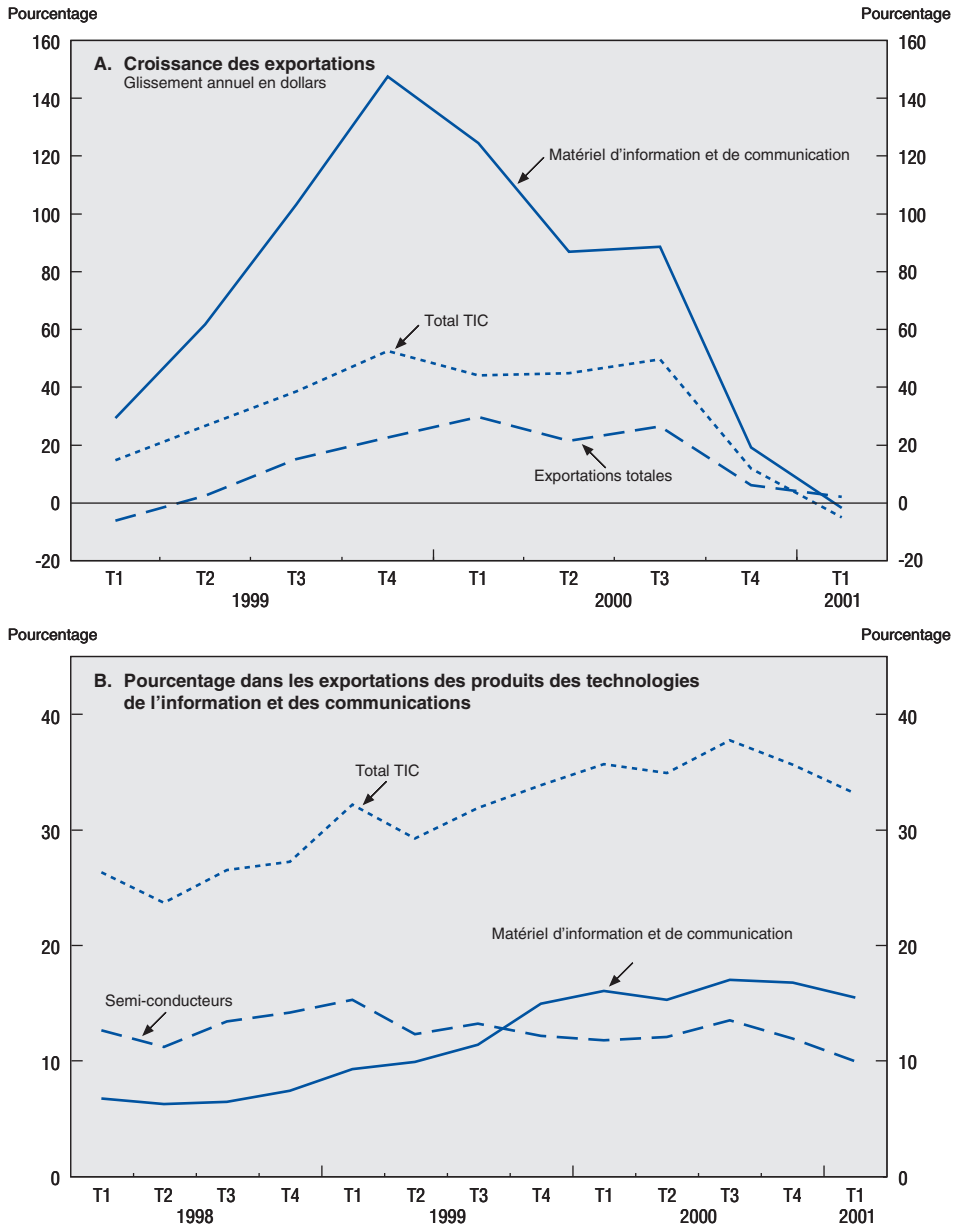 Pourcentage Pourcentage
160 160
A. Croissance des exportations
Glissement annuel en dollars
140 140
120 120
Matériel d'information et de communication
100 100
80 80
60 60
Total TIC
40 40
20 20
Exportations totales
0 0
-20 -20
T1 T2 T3 T4 T1 T2 T3 T4 T1
1999 2000 2001
Pourcentage Pourcentage
B. Pourcentage dans les exportations des produits des technologies
de l'information et des communications
40 40
Total TIC
30 30
20 20
Matériel d'information et de communication
Semi-conducteurs
10 10
0 0
T1 T2 T3 T4 T1 T2 T3 T4 T1 T2 T3 T4 T1
1998 1999 2000 2001